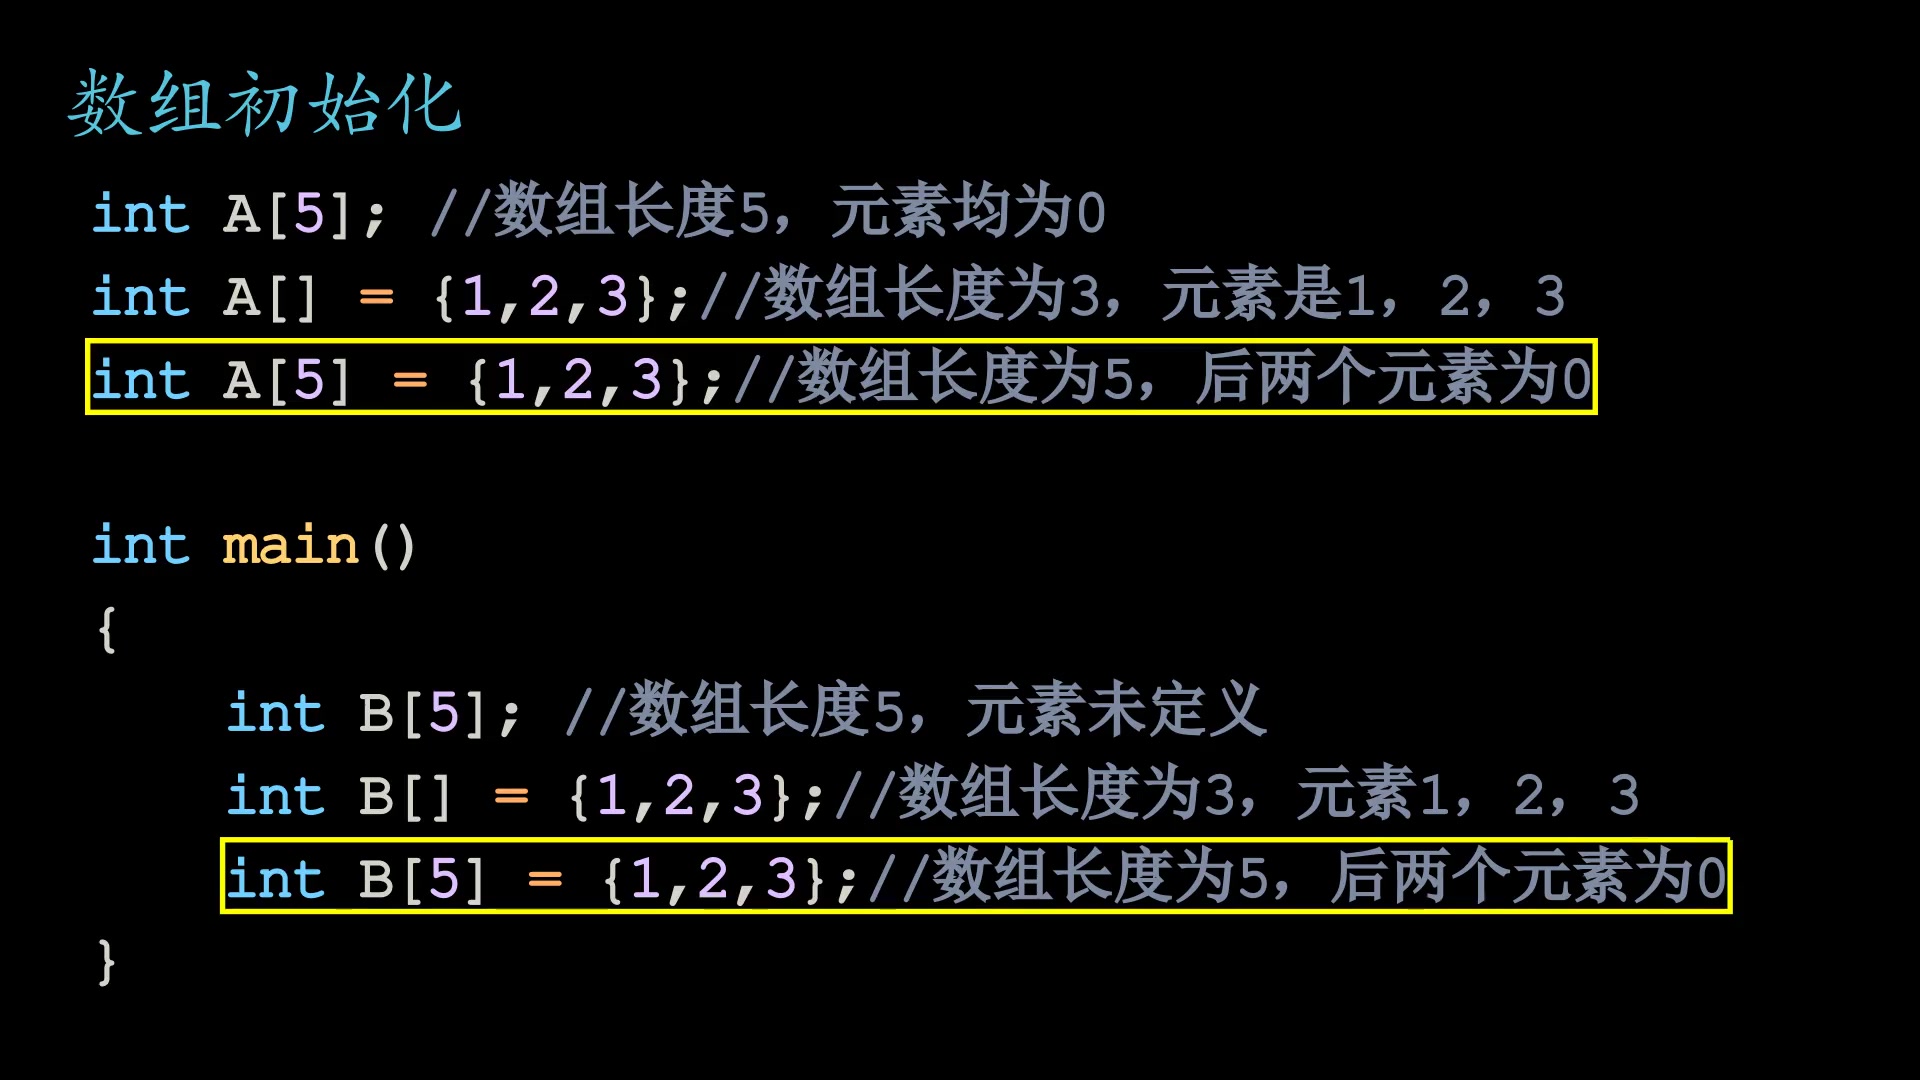 数组初始化
int A[5]; //数组长度5，元素均为0
int A[] = {1,2,3};//数组长度为3，元素是1，2，3
int A[5] = {1,2,3};//数组长度为5，后两个元素为0
int main()
{
int B[5]; //数组长度5，元素未定义
int B[] = {1,2,3};//数组长度为3，元素1，2，3
int B[5] = {1,2,3};//数组长度为5，后两个元素为0
}